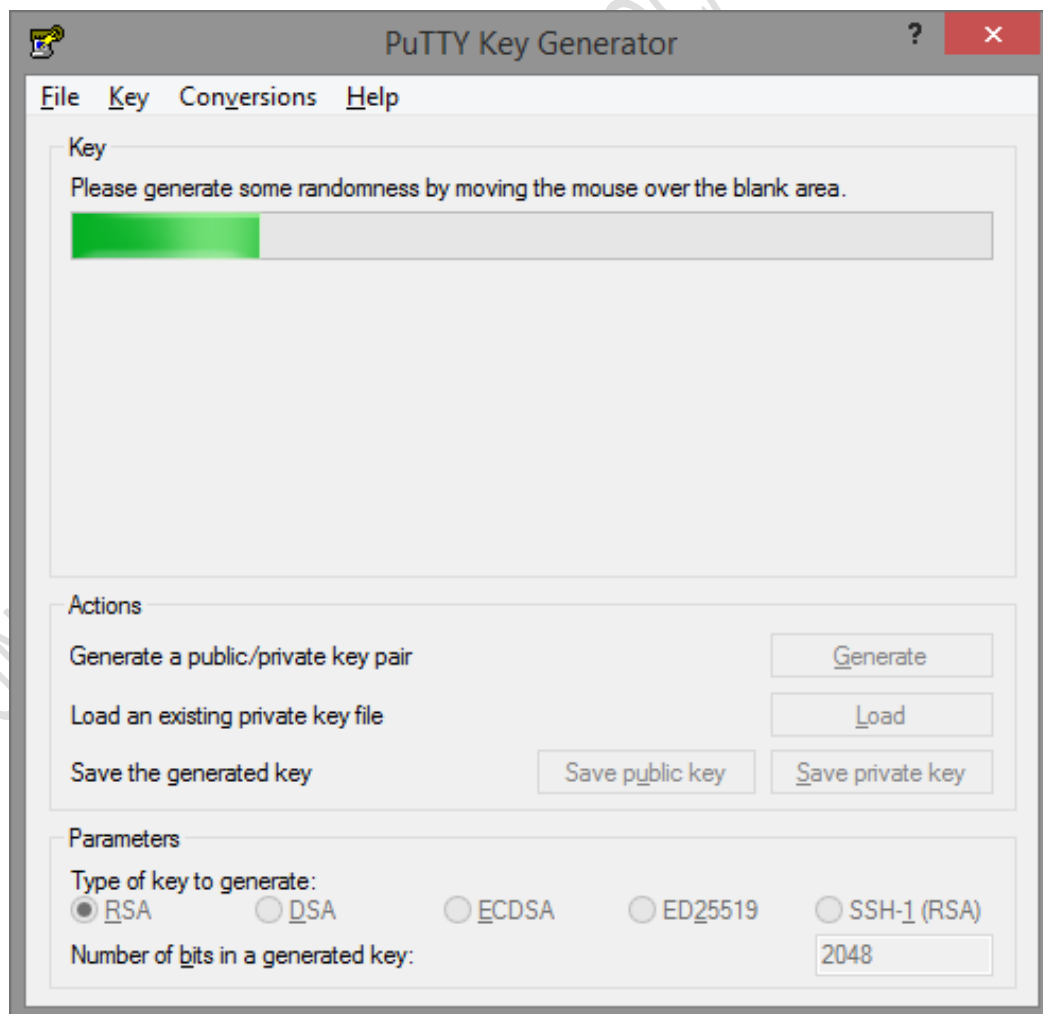 PuTTY Key Generator
? ×
File Key Conversions Help
Key
Please generate some randomness by moving the mouse over the blank area.
Actions
Generate a public/private key pair
Generate
Load an existing private key file
Load
Save the generated key
Save public key
Save private key
Parameters
Type of key to generate:
RSA DSA ECDSA ED25519 SSH-1 (RSA)
Number of bits in a generated key:
2048